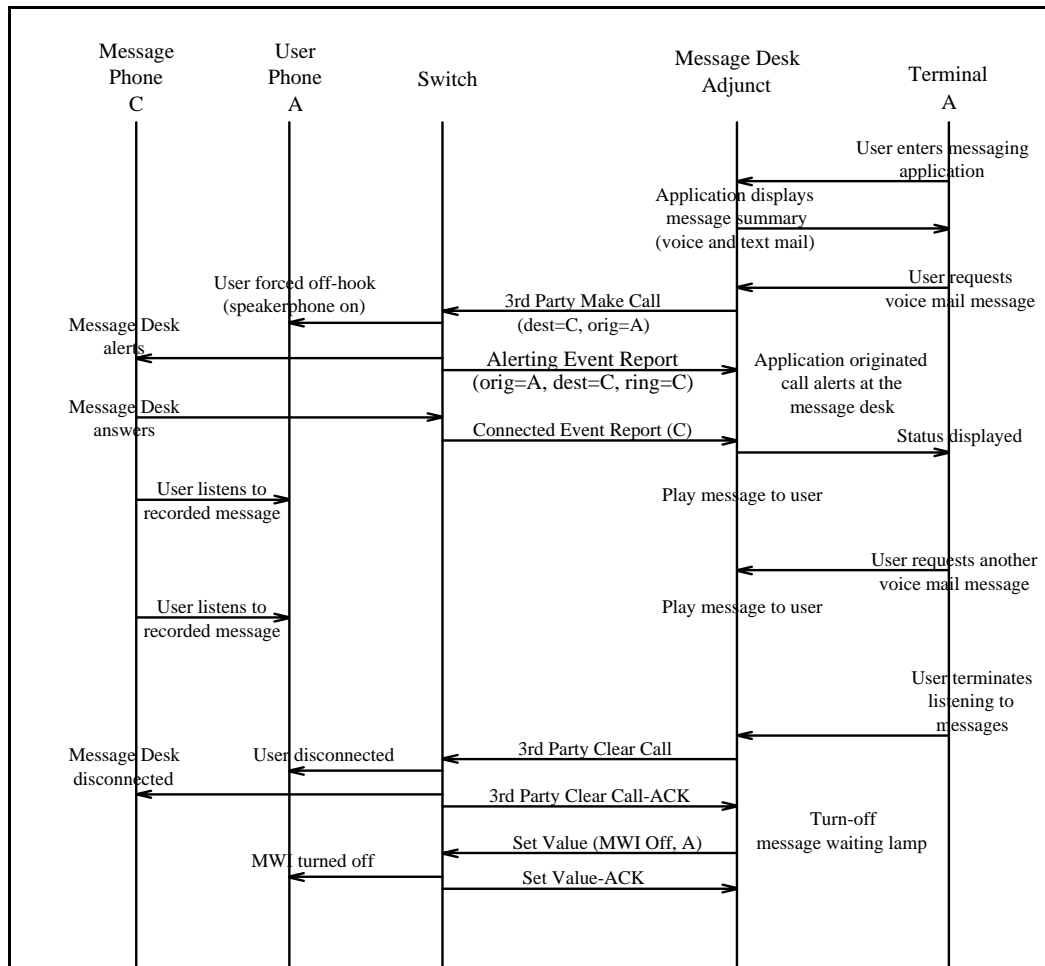 Message
Phone
C
User
Phone
A
Switch
Message Desk
Adjunct
Terminal
A
User enters messaging
application
Application displays
message summary
(voice and text mail)
User requests
voice mail message
3rd Party Make Call
(dest=C, orig=A)
User forced off-hook
(speakerphone on)
Message Desk
alerts
Alerting Event Report
(orig=A, dest=C, ring=C)
Application originated
call alerts at the
message desk
Message Desk
answers
Connected Event Report (C)
Status displayed
User listens to
recorded message
Play message to user
User requests another
voice mail message
Play message to user
User listens to
recorded message
User terminates
listening to
messages
3rd Party Clear Call
User disconnected
Message Desk
disconnected
3rd Party Clear Call-ACK
Turn-off
message waiting lamp
Set Value (MWI Off, A)
MWI turned off
Set Value-ACK